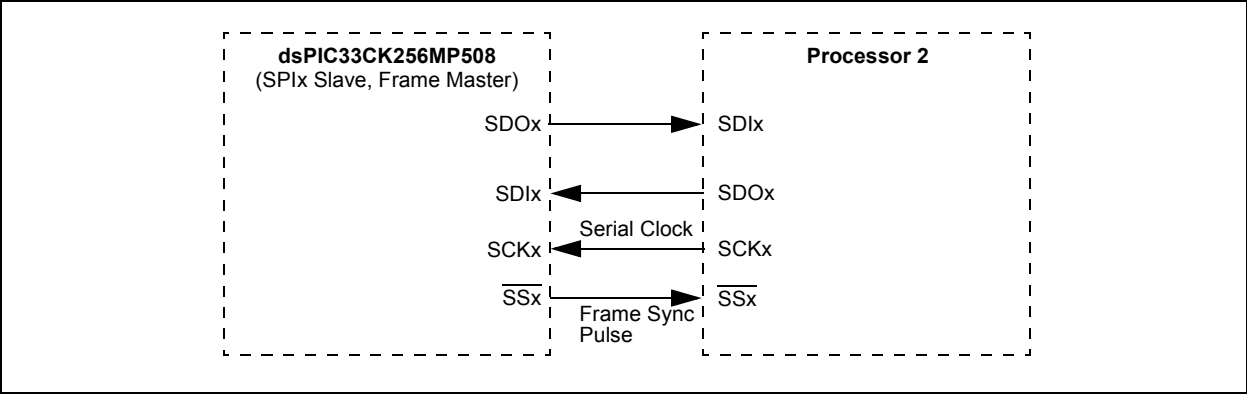 dsPIC33CK256MP508
(SPIx Slave, Frame Master)
Processor 2
SDOx
SDIx
SDIx
SDOx
Serial Clock
SCKx
SCKx
SSx
SSx
Frame Sync
Pulse